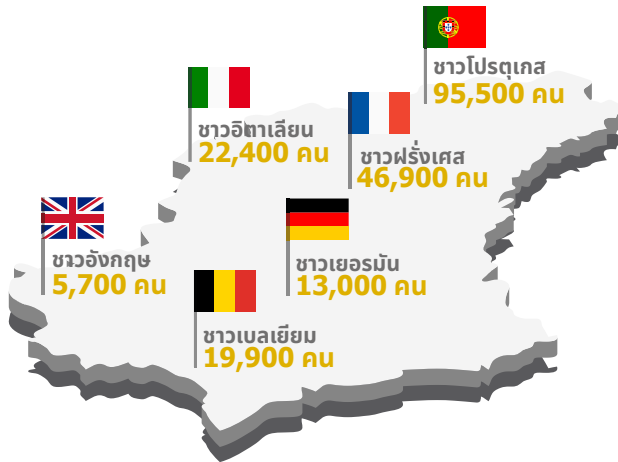 ชาวโปรตุเกส
95,500 คน
ชาวอิตาเลียน
22,400 คน
ชาวฝรั่งเศส
46,900 คน
ชาวอังกฤษ
5,700 คน
ชาวเยอรมัน
13,000 คน
ชาวเบลเยียม
19,900 คน